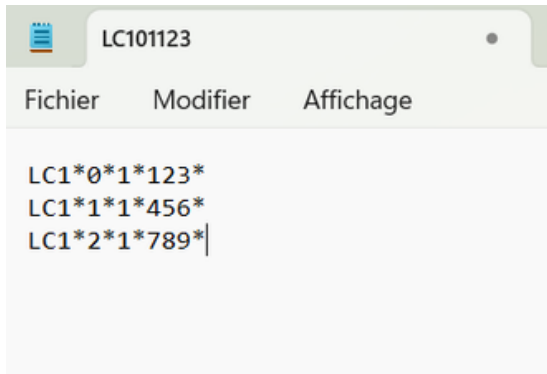 LC101123
Fichier Modifier Affichage
LC1*0*1*123*
LC1*1*1*456*
LC1*2*1*789*